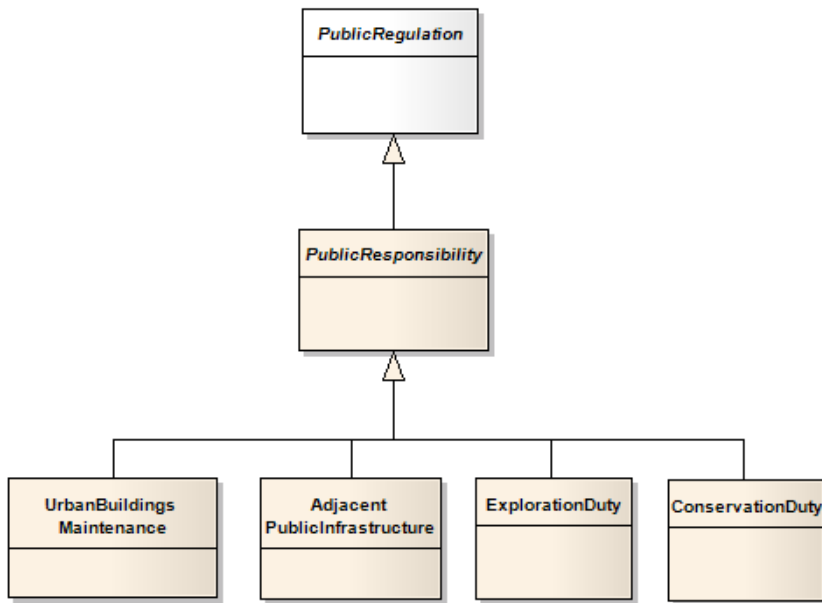 PublicRegulation
PublicResponsibility
UrbanBuildings
Maintenance
Adjacent
PublicInfrastructure
ExplorationDuty
ConservationDuty